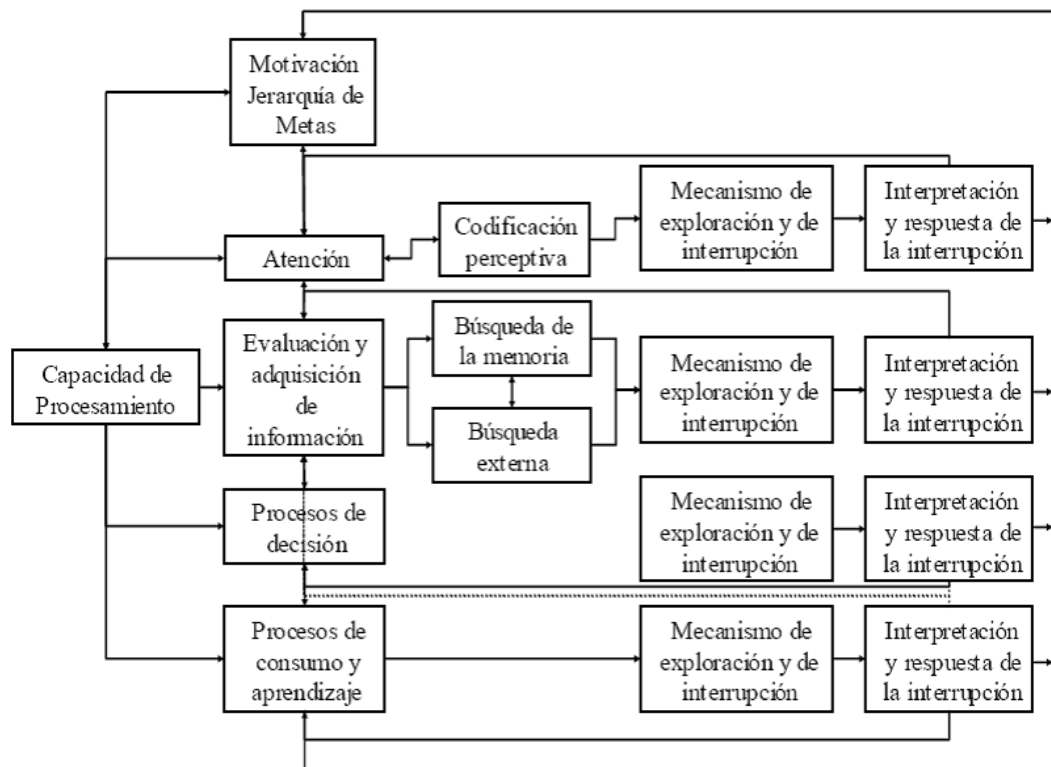 Motivación
Jerarquía de
Metas
Atención
Codificación
perceptiva
Mecanismo de
exploración y de
interrupción
Interpretación
y respuesta de
la interrupción
Capacidad de
Procesamiento
Evaluación y
adquisición
de
información
Búsqueda de
la memoria
Búsqueda
externa
Mecanismo de
exploración y de
interrupción
Interpretación
y respuesta de
la interrupción
Procesos de
decisión
Mecanismo de
exploración y de
interrupción
Interpretación
y respuesta de
la interrupción
Procesos de
consumo y
aprendizaje
Mecanismo de
exploración y de
interrupción
Interpretación
y respuesta de
la interrupción